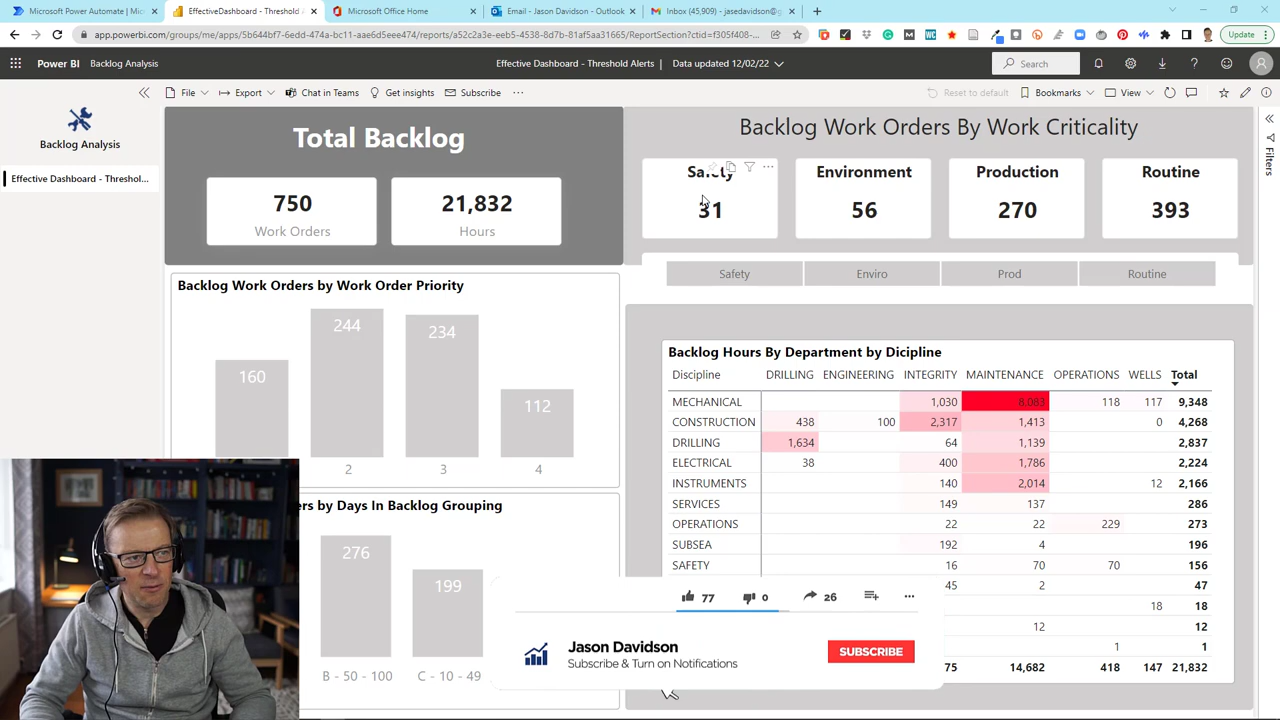 Microsoft Power Automate | Mic
EffectiveDashboard - Threshold A
Microsoft Office Home
Email - Jason Davidson - Outlook
Inbox (45,909) - jasedavidson@g
app.powerbi.com/groups/me/apps/5b644bf7-6edd-474a-bc11-aae6d5eee474/reports/a52c2a3e-eeb5-4538-8d7b-81af5aa31665/ReportSection?ctid=f305f408-...
Update
Power BI Backlog Analysis
Effective Dashboard - Threshold Alerts | Data updated 12/02/22
Search
File Export Chat in Teams Get insights Subscribe ...
Reset to default Bookmarks View
Backlog Analysis
Effective Dashboard - Threshol...
Filters
Total Backlog
750
Work Orders
21,832
Hours
Backlog Work Orders By Work Criticality
Safety
31
Environment
56
Production
270
Routine
393
Safety Enviro Prod Routine
Backlog Work Orders by Work Order Priority
160 244 234 112
2 3 4
ers by Days In Backlog Grouping
276 199
B - 50 - 100 C - 10 - 49
Backlog Hours By Department by Dicipline
Discipline DRILLING ENGINEERING INTEGRITY MAINTENANCE OPERATIONS WELLS Total
MECHANICAL 1,030 8,083 118 117 9,348
CONSTRUCTION 438 100 2,317 1,413 0 4,268
DRILLING 1,634 64 1,139 2,837
ELECTRICAL 38 400 1,786 2,224
INSTRUMENTS 140 2,014 12 2,166
SERVICES 149 137 286
OPERATIONS 22 22 229 273
SUBSEA 192 4 196
SAFETY 16 70 70 156
45 2 47
18 18
12 12
1 1
75 14,682 418 147 21,832
77 0 26 ...
Jason Davidson
Subscribe & Turn on Notifications
SUBSCRIBE